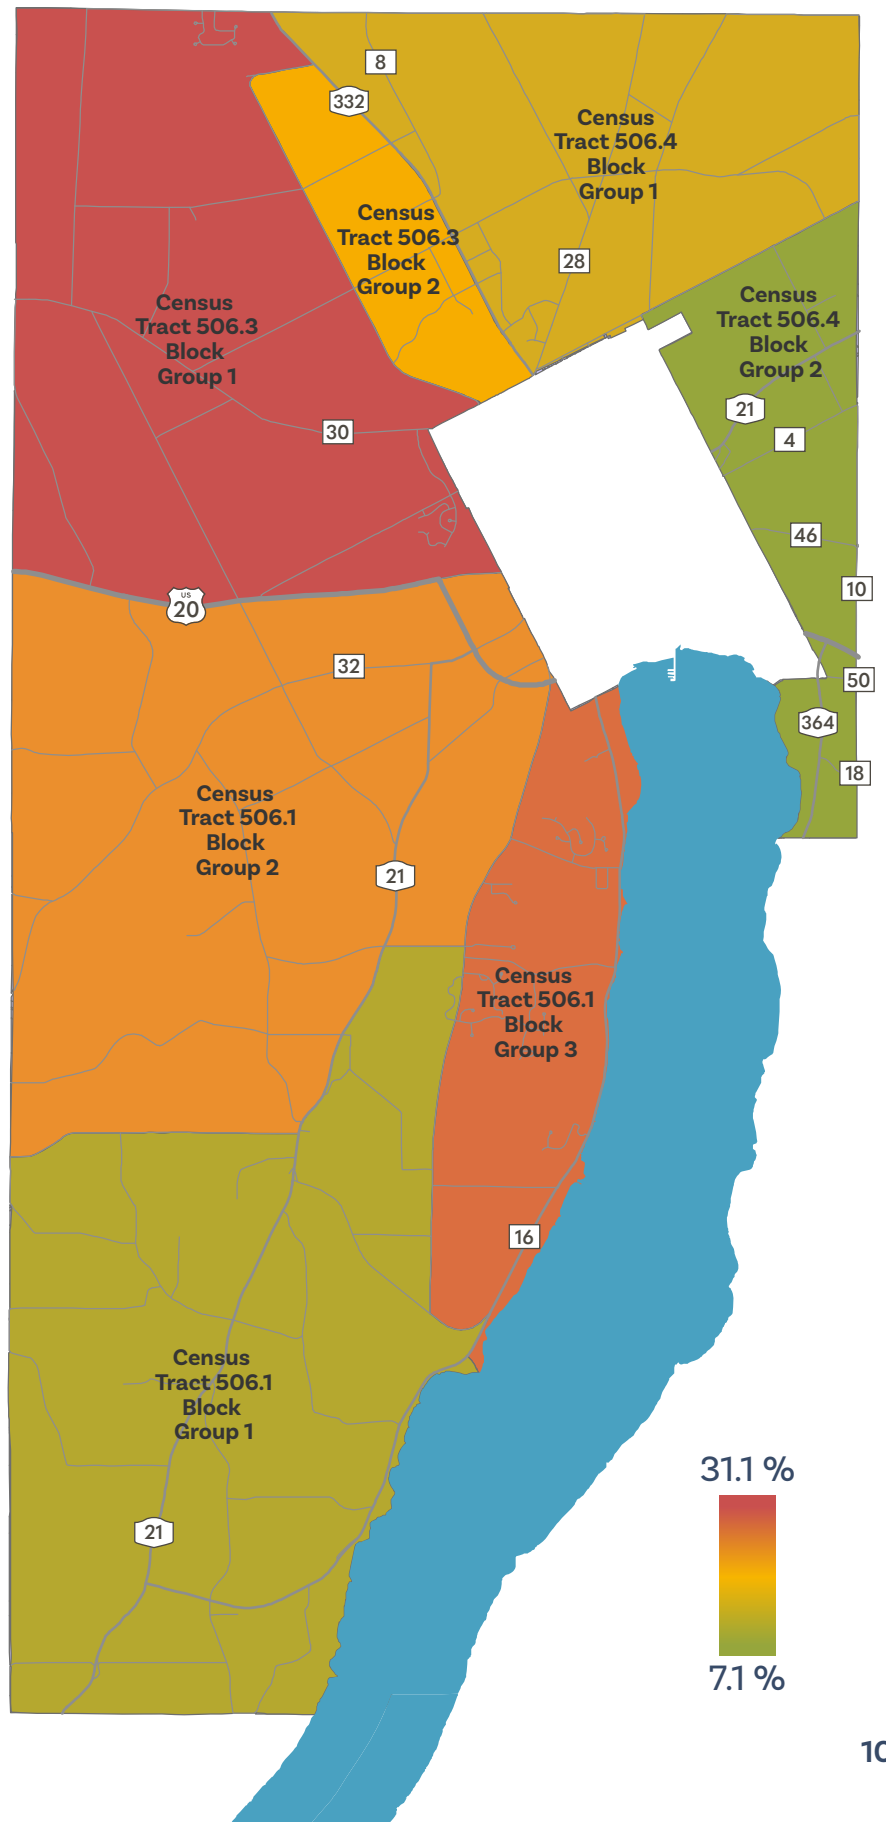 8
332
Census
Tract 506.4
Block
Group 1
Census
Tract 506.3
Block
Group 2
28
Census
Tract 506.4
Block
Group 2
Census
Tract 506.3
Block
Group 1
21
4
30
46
10
US
20
32
50
364
18
Census
Tract 506.1
Block
Group 2
21
Census
Tract 506.1
Block
Group 3
16
Census
Tract 506.1
Block
Group 1
31.1 %
21
7.1 %
10